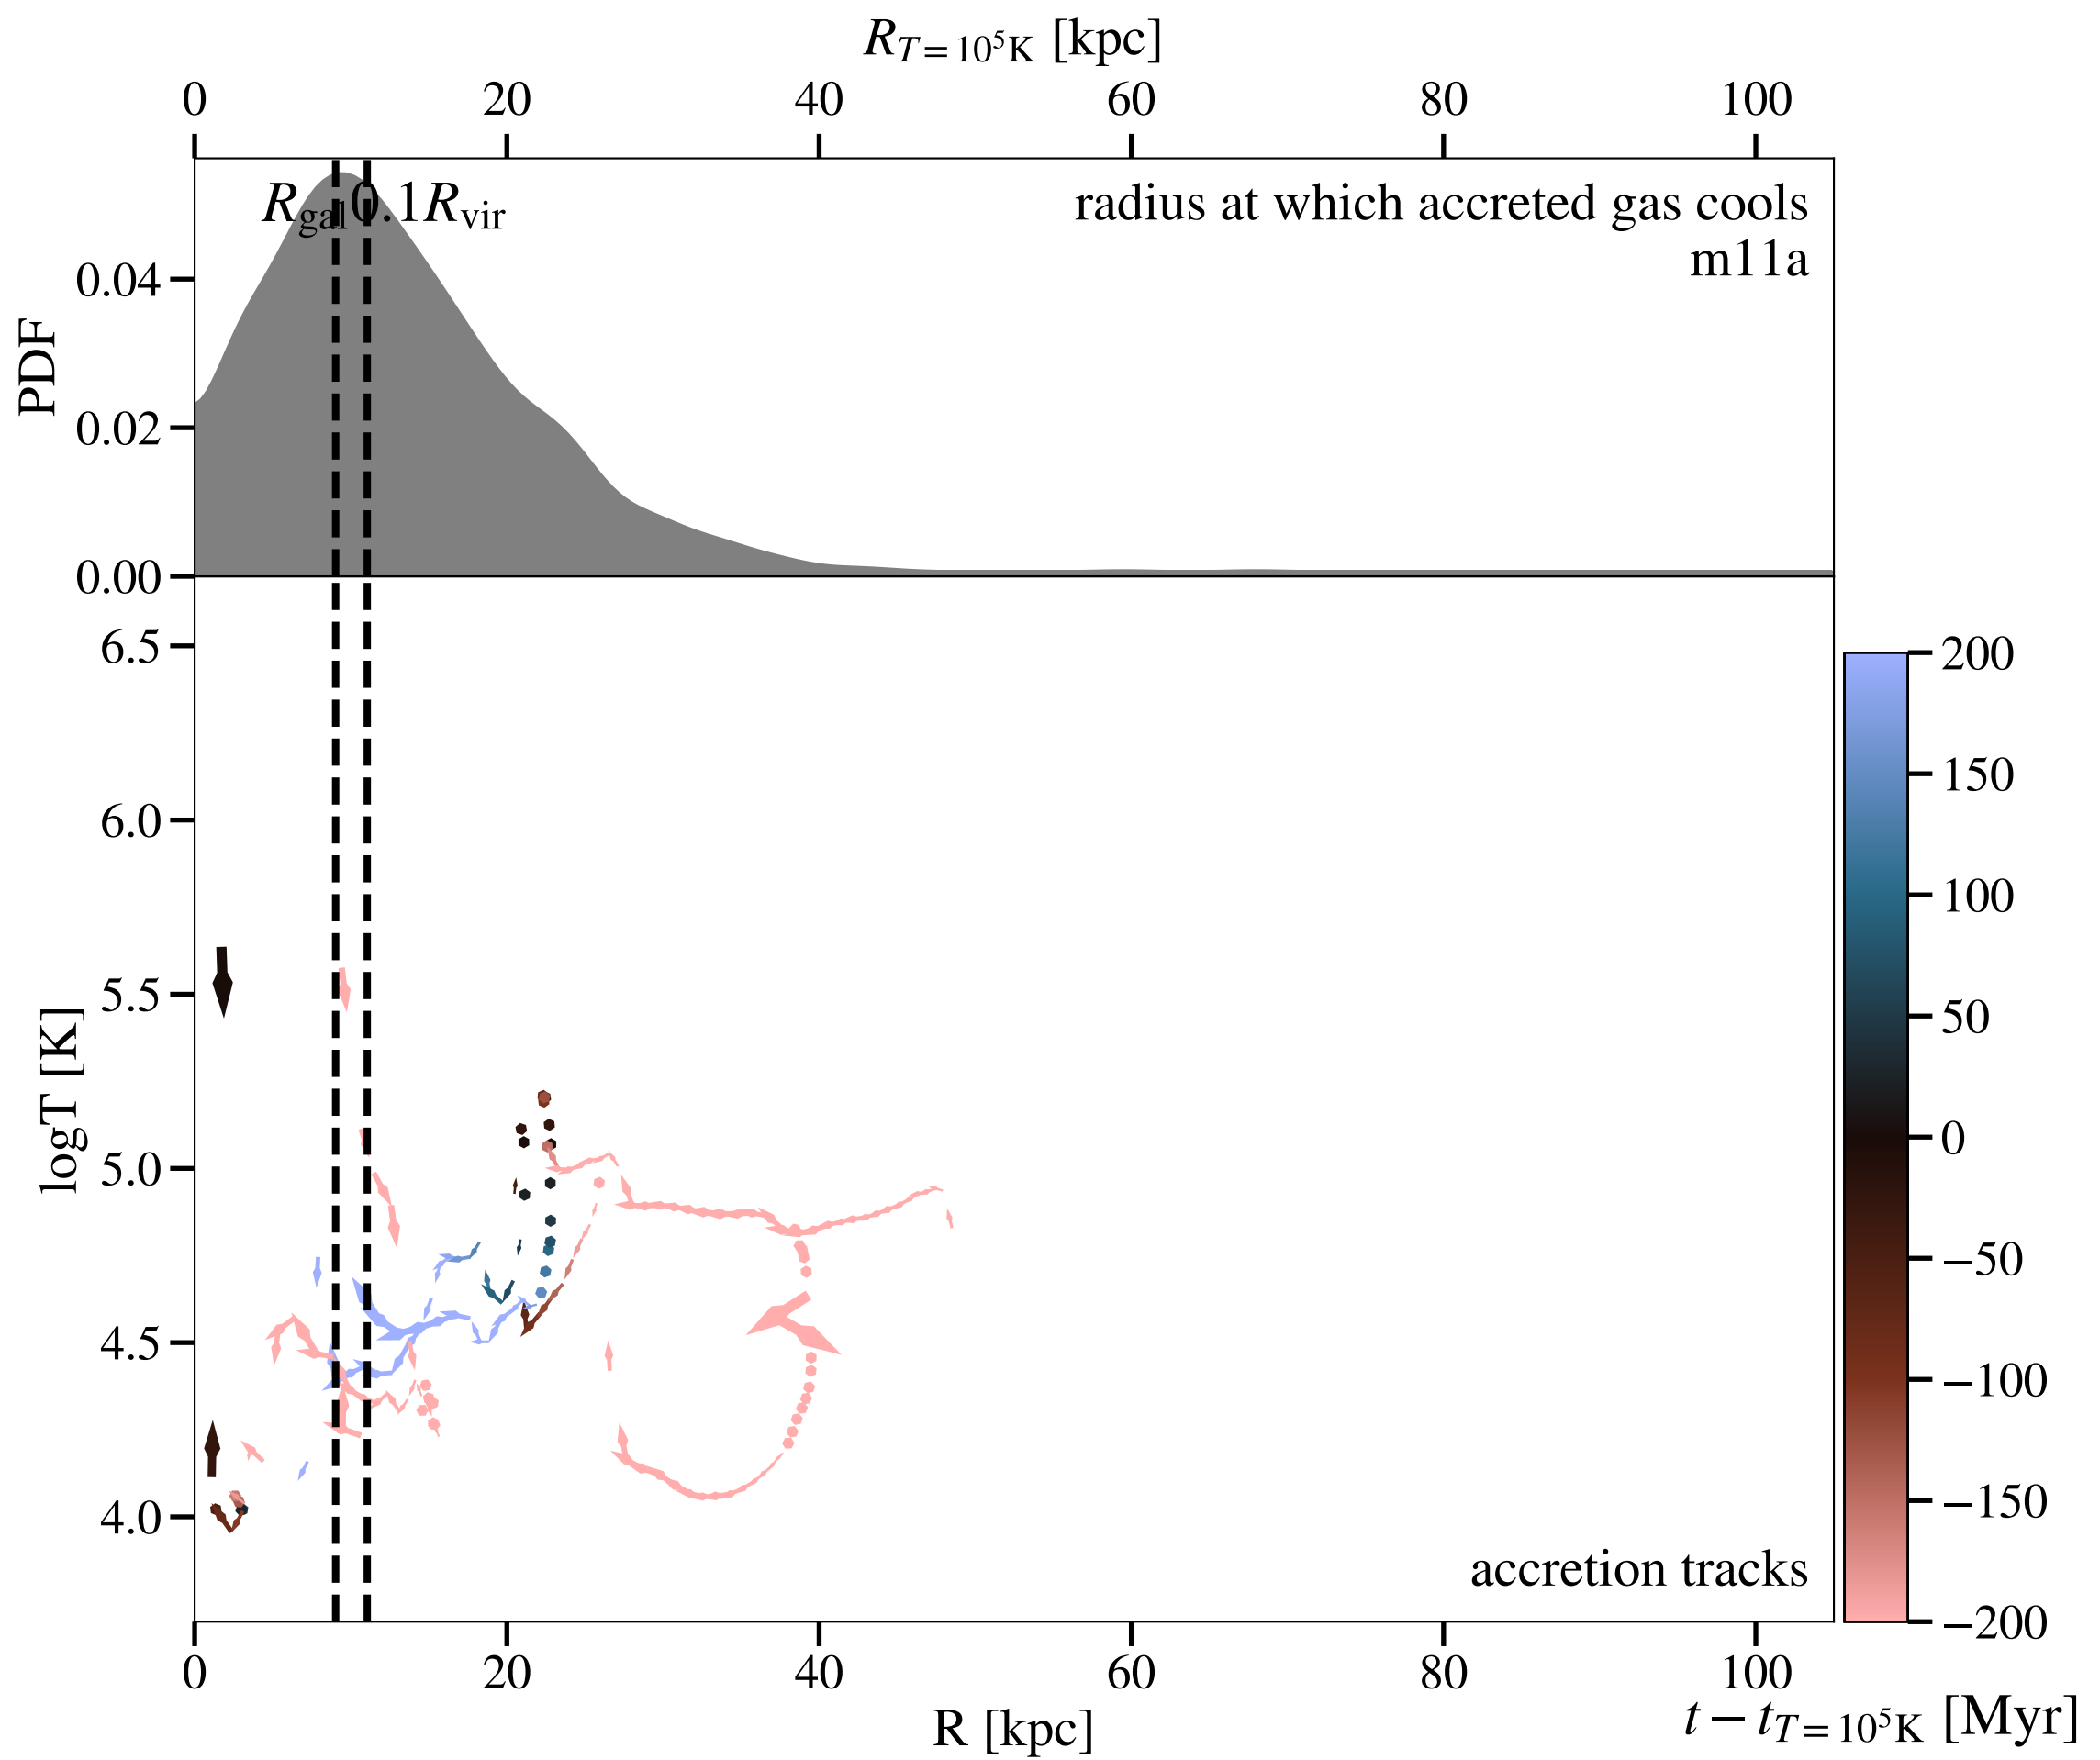 R_{T=10^5K} [kpc]
0 20 40 60 80 100
R_gal 0.1R_vir
radius at which accreted gas cools
m11a
PDF
0.04
0.02
0.00
logT [K]
6.5
6.0
5.5
5.0
4.5
4.0
accretion tracks
0 20 40 60 80 100
R [kpc]
200
150
100
50
0
−50
−100
−150
−200
t − t_{T=10^5K} [Myr]